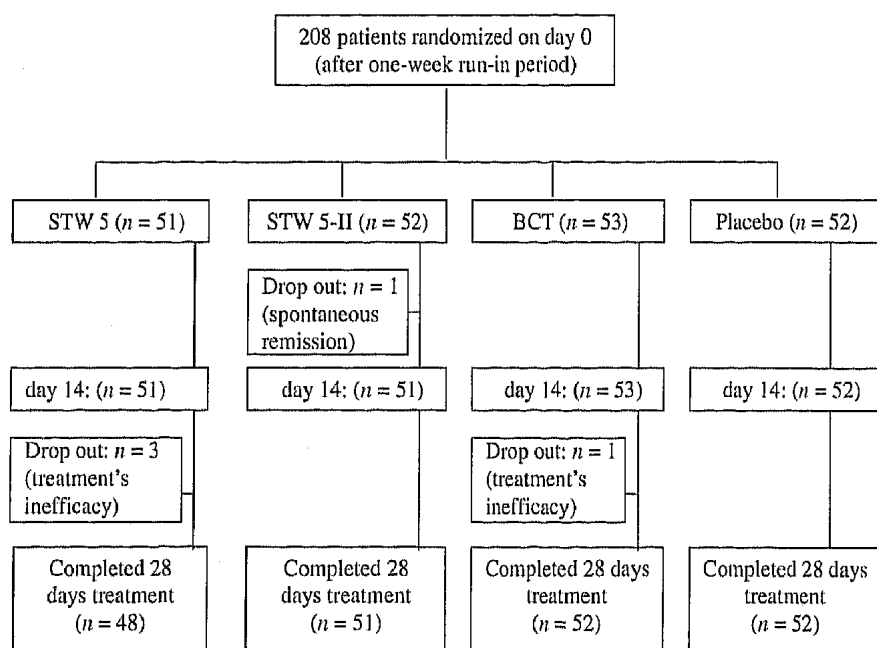 208 patients randomized on day 0
(after one-week run-in period)
STW 5 (n = 51)
STW 5-II (n = 52)
BCT (n = 53)
Placebo (n = 52)
Drop out: n = 1
(spontaneous
remission)
day 14: (n = 51)
day 14: (n = 51)
day 14: (n = 53)
day 14: (n = 52)
Drop out: n = 3
(treatment's
inefficacy)
Drop out: n = 1
(treatment's
inefficacy)
Completed 28
days treatment
(n = 48)
Completed 28
days treatment
(n = 51)
Completed 28 days
treatment
(n = 52)
Completed 28 days
treatment
(n = 52)